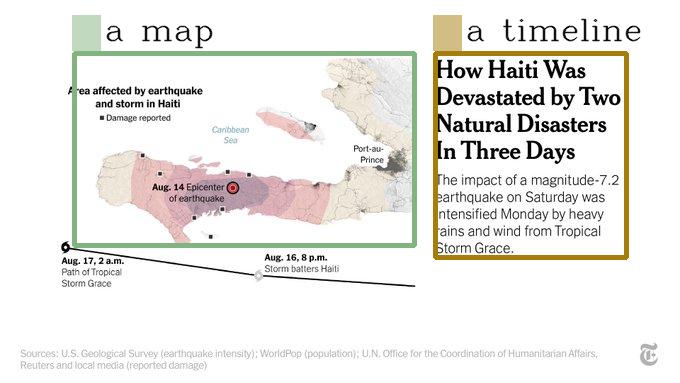 a map
a timeline
Area affected by earthquake
and storm in Haiti
Damage reported
Caribbean
Sea
Port-au-
Prince
Aug. 14 Epicenter
of earthquake
Aug. 17, 2 a.m.
Path of Tropical
Storm Grace
Aug. 16, 8 p.m.
Storm batters Haiti
How Haiti Was
Devastated by Two
Natural Disasters
In Three Days
The impact of a magnitude-7.2
earthquake on Saturday was
intensified Monday by heavy
rains and wind from Tropical
Storm Grace.
Sources: U.S. Geological Survey (earthquake intensity); WorldPop (population); U.N. Office for the Coordination of Humanitarian Affairs,
Reuters and local media (reported damage)
T